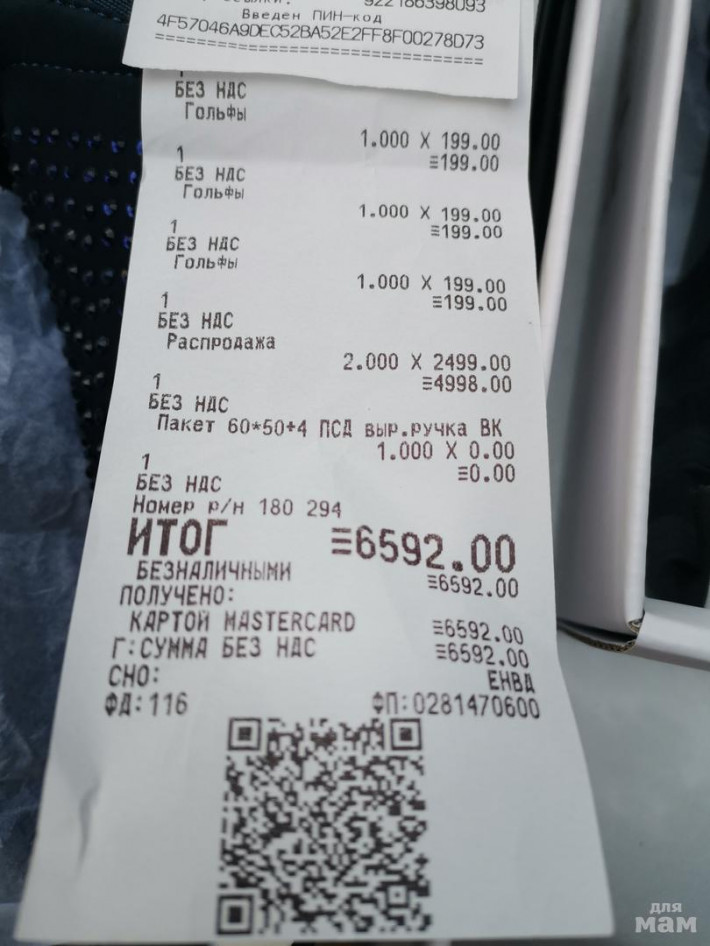 922186398093
Введен ПИН-код
4F57046A9DEC52BA52E2FF8F00278D73
================================
БЕЗ НДС
Гольфы
1.000 X 199.00
≡199.00
1
БЕЗ НДС
Гольфы
1.000 X 199.00
≡199.00
1
БЕЗ НДС
Гольфы
1.000 X 199.00
≡199.00
1
БЕЗ НДС
Распродажа
2.000 X 2499.00
≡4998.00
1
БЕЗ НДС
Пакет 60*50+4 ПСД выр.ручка ВК
1.000 X 0.00
≡0.00
1
БЕЗ НДС
Номер р/н 180 294
ИТОГ ≡6592.00
БЕЗНАЛИЧНЫМИ ≡6592.00
ПОЛУЧЕНО:
КАРТОЙ MASTERCARD ≡6592.00
Г:СУММА БЕЗ НДС ≡6592.00
СНО: ЕНВД
ФД:116 ФП:0281470600
для
мам